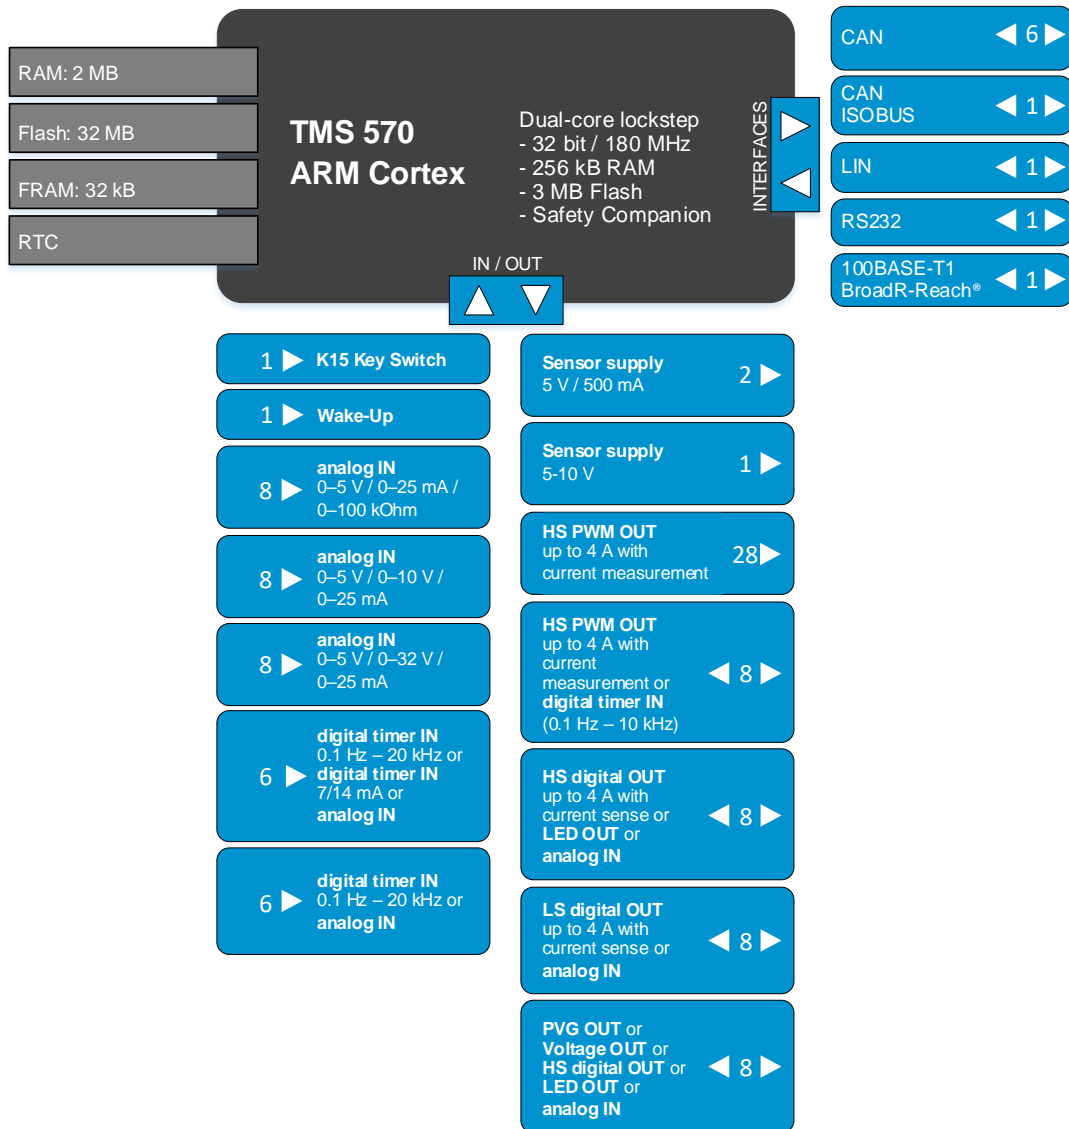 RAM: 2 MB
Flash: 32 MB
FRAM: 32 kB
RTC
TMS 570
ARM Cortex
Dual-core lockstep
- 32 bit / 180 MHz
- 256 kB RAM
- 3 MB Flash
- Safety Companion
INTERFACES
IN / OUT
CAN
6
CAN
ISOBUS
1
LIN
1
RS232
1
100BASE-T1
BroadR-Reach®
1
1 K15 Key Switch
1 Wake-Up
8
analog IN
0–5 V / 0–25 mA /
0–100 kOhm
8
analog IN
0–5 V / 0–10 V /
0–25 mA
8
analog IN
0–5 V / 0–32 V /
0–25 mA
6
digital timer IN
0.1 Hz – 20 kHz or
digital timer IN
7/14 mA or
analog IN
6
digital timer IN
0.1 Hz – 20 kHz or
analog IN
Sensor supply
5 V / 500 mA
2
Sensor supply
5-10 V
1
HS PWM OUT
up to 4 A with
current measurement
28
HS PWM OUT
up to 4 A with
current
measurement or
digital timer IN
(0.1 Hz – 10 kHz)
8
HS digital OUT
up to 4 A with
current sense or
LED OUT or
analog IN
8
LS digital OUT
up to 4 A with
current sense or
analog IN
8
PVG OUT or
Voltage OUT or
HS digital OUT or
LED OUT or
analog IN
8